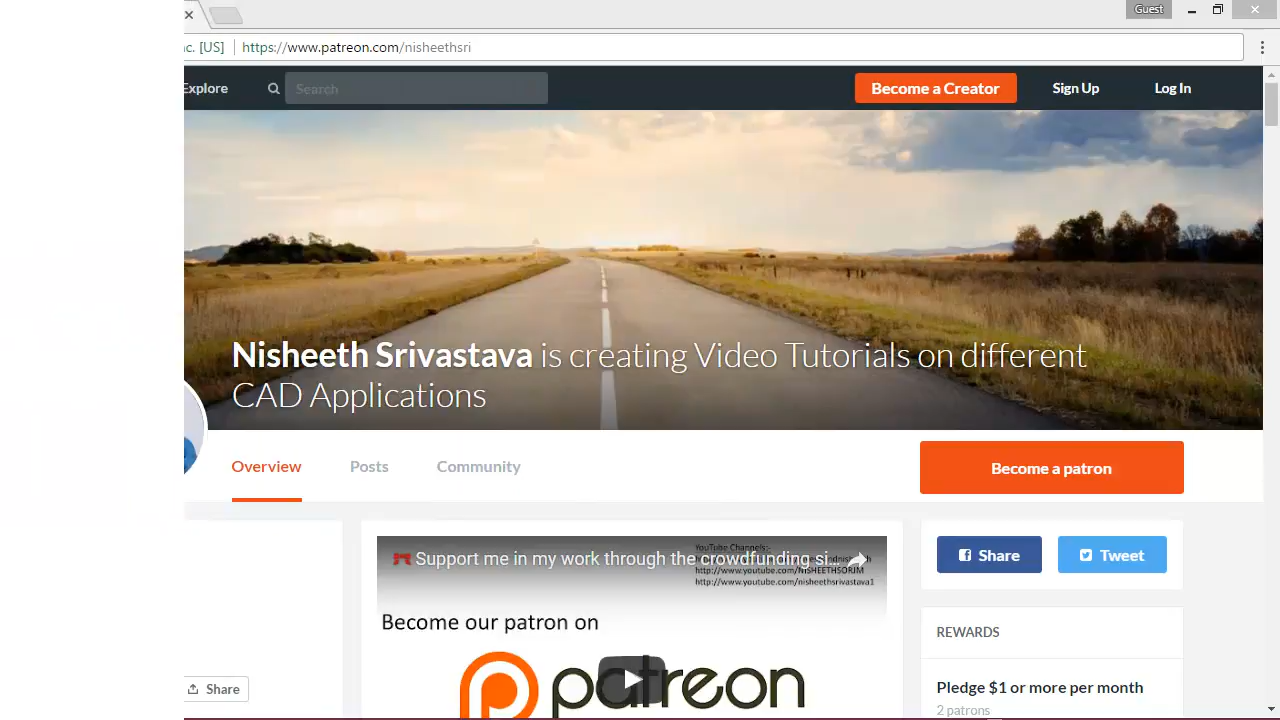 Guest
nc. [US] https://www.patreon.com/nisheethsri
Explore Search Become a Creator Sign Up Log In
Nisheeth Srivastava is creating Video Tutorials on different
CAD Applications
Overview Posts Community Become a patron
Support me in my work through the crowdfunding si...
YouTube Channels:-
http://www.youtube.com/NISHEETHSORIM
http://www.youtube.com/nisheethsrivastava1
Become our patron on
patreon
Share Tweet
REWARDS
Pledge $1 or more per month
2 patrons
Share